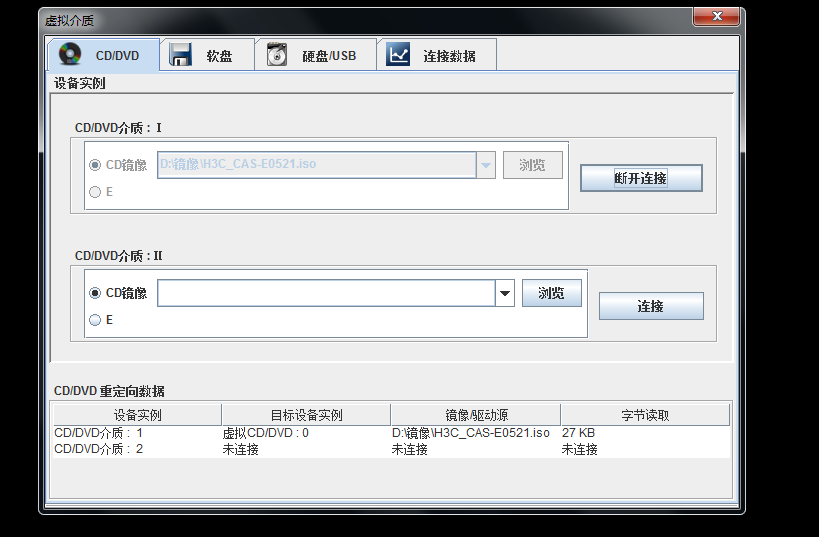 虚拟介质
CD/DVD 软盘 硬盘/USB 连接数据
设备实例
CD/DVD介质 : I
CD镜像 D:\镜像\H3C_CAS-E0521.iso 浏览
断开连接
E
CD/DVD介质 : II
CD镜像 浏览
连接
E
CD/DVD 重定向数据
设备实例 目标设备实例 镜像/驱动源 字节读取
CD/DVD介质 : 1 虚拟CD/DVD : 0 D:\镜像\H3C_CAS-E0521.iso 27 KB
CD/DVD介质 : 2 未连接 未连接 未连接